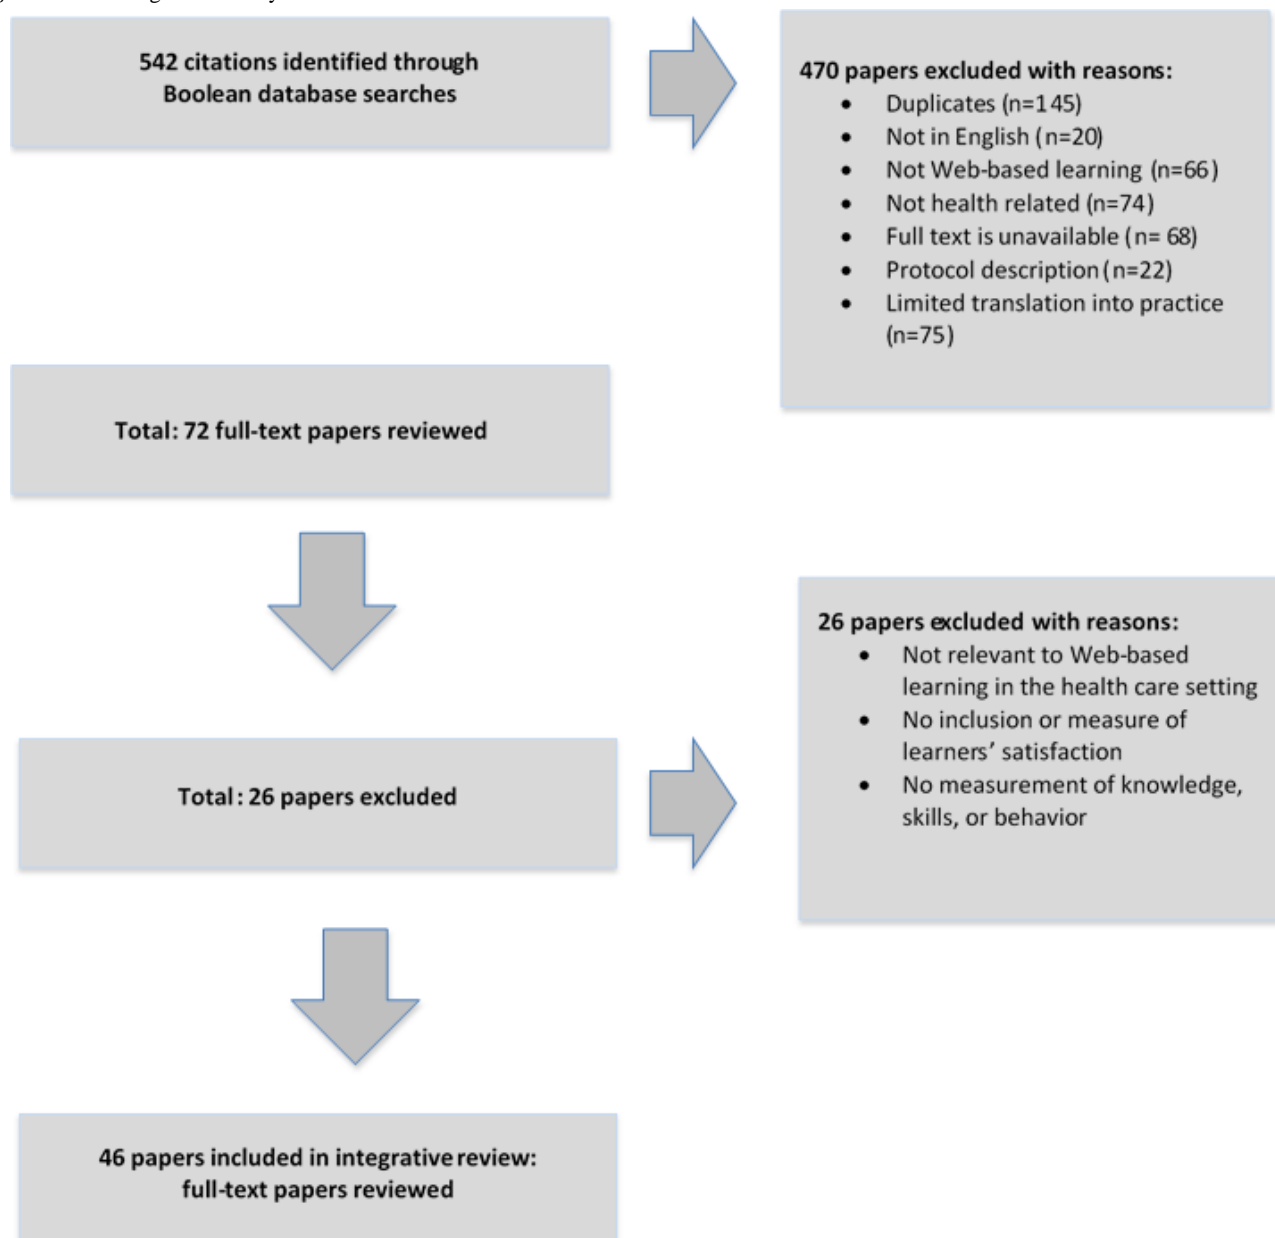 542 citations identified through
Boolean database searches
470 papers excluded with reasons:
• Duplicates (n=145)
• Not in English (n=20)
• Not Web-based learning (n=66)
• Not health related (n=74)
• Full text is unavailable (n= 68)
• Protocol description (n=22)
• Limited translation into practice
(n=75)
Total: 72 full-text papers reviewed
26 papers excluded with reasons:
• Not relevant to Web-based
learning in the health care setting
• No inclusion or measure of
learners’ satisfaction
• No measurement of knowledge,
skills, or behavior
Total: 26 papers excluded
46 papers included in integrative review:
full-text papers reviewed